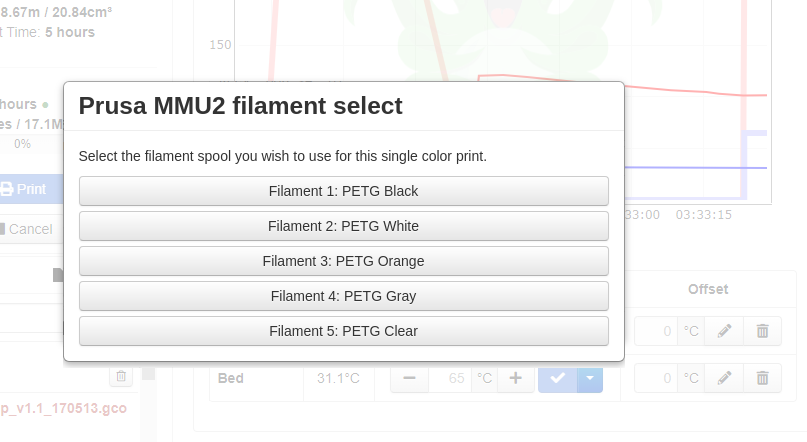 8.67m / 20.84cm³
t Time: 5 hours
hours
es / 17.1M
0%
Print
Cancel
p_v1.1_170513.gco
150
Prusa MMU2 filament select
Select the filament spool you wish to use for this single color print.
Filament 1: PETG Black
Filament 2: PETG White
Filament 3: PETG Orange
Filament 4: PETG Gray
Filament 5: PETG Clear
33:00 03:33:15
Offset
0 °C
Bed 31.1°C 65 °C 0 °C